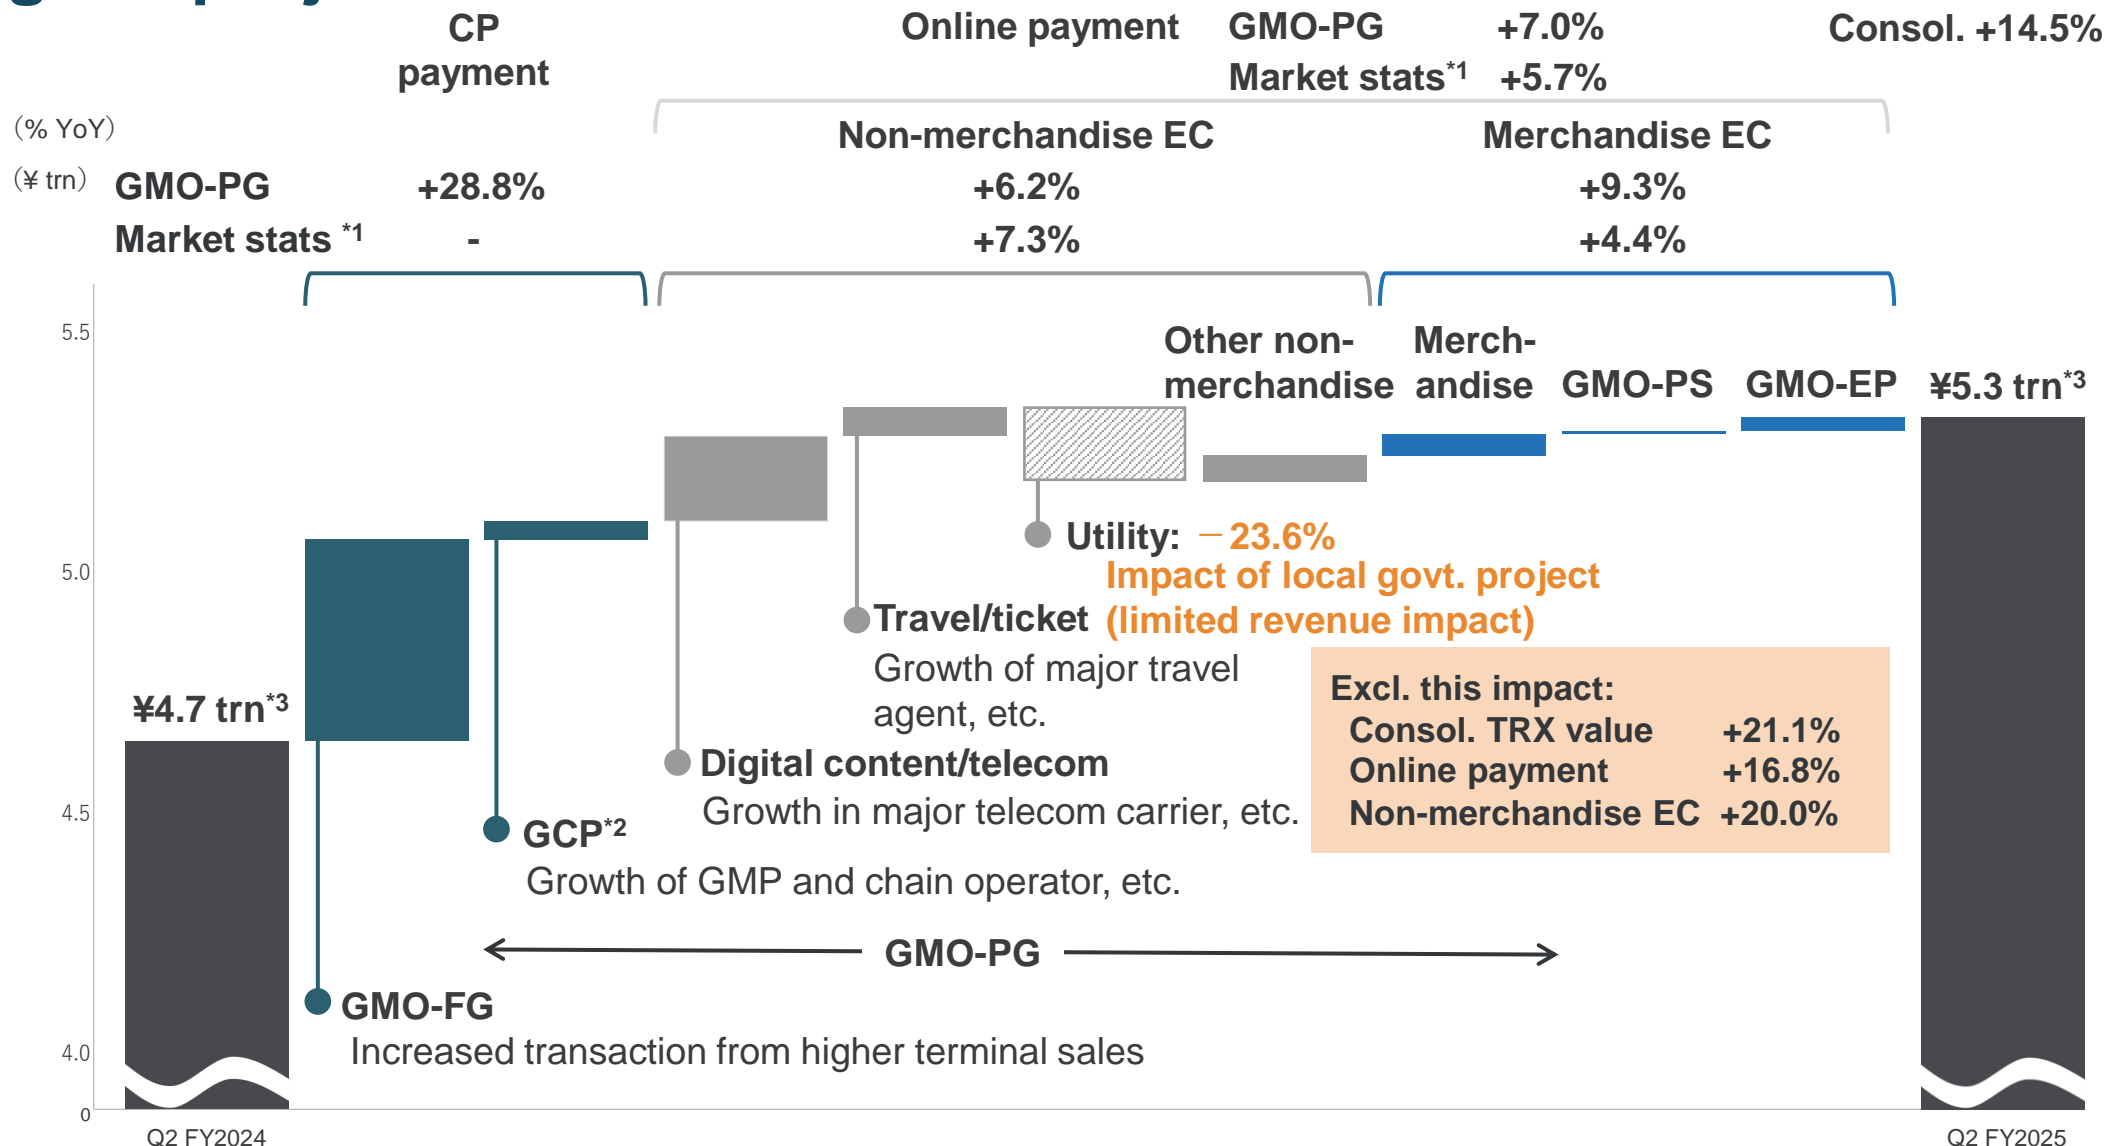 CP
payment
Online payment GMO-PG +7.0%
Market stats*1 +5.7%
Consol. +14.5%
(% YoY)
(¥ trn)
Non-merchandise EC
Merchandise EC
GMO-PG +28.8% +6.2% +9.3%
Market stats *1 - +7.3% +4.4%
5.5
5.0
4.5
4.0
0
Other non-
merchandise
Merch-
andise
GMO-PS
GMO-EP
¥5.3 trn*3
¥4.7 trn*3
Utility: －23.6%
Impact of local govt. project
(limited revenue impact)
Travel/ticket
Growth of major travel
agent, etc.
Excl. this impact:
Consol. TRX value +21.1%
Online payment +16.8%
Non-merchandise EC +20.0%
Digital content/telecom
Growth in major telecom carrier, etc.
GCP*2
Growth of GMP and chain operator, etc.
GMO-PG
GMO-FG
Increased transaction from higher terminal sales
Q2 FY2024
Q2 FY2025